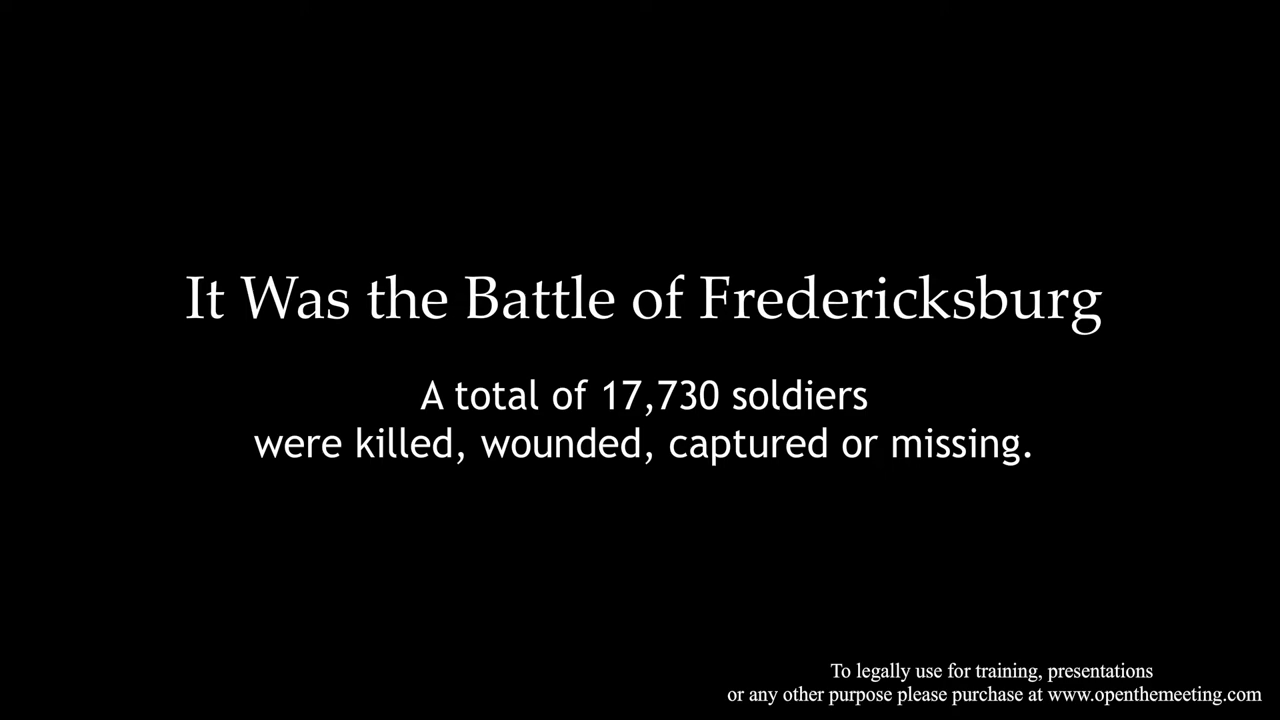 It Was the Battle of Fredericksburg
A total of 17,730 soldiers
were killed, wounded, captured or missing.
To legally use for training, presentations
or any other purpose please purchase at www.openthemeeting.com